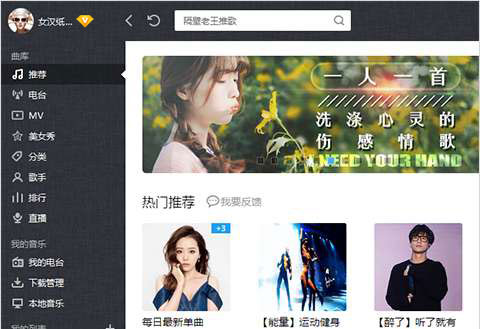 女汉纸...
隔壁老王推歌
曲库
推荐
电台
MV
美女秀
分类
歌手
排行
直播
我的音乐
我的电台
下载管理
本地音乐
我的列表
一人一首
洗涤心灵的
伤感情歌
I NEED YOUR HAND
热门推荐
我要反馈
+3
每日最新单曲
【能量】运动健身
【醉了】听了就有